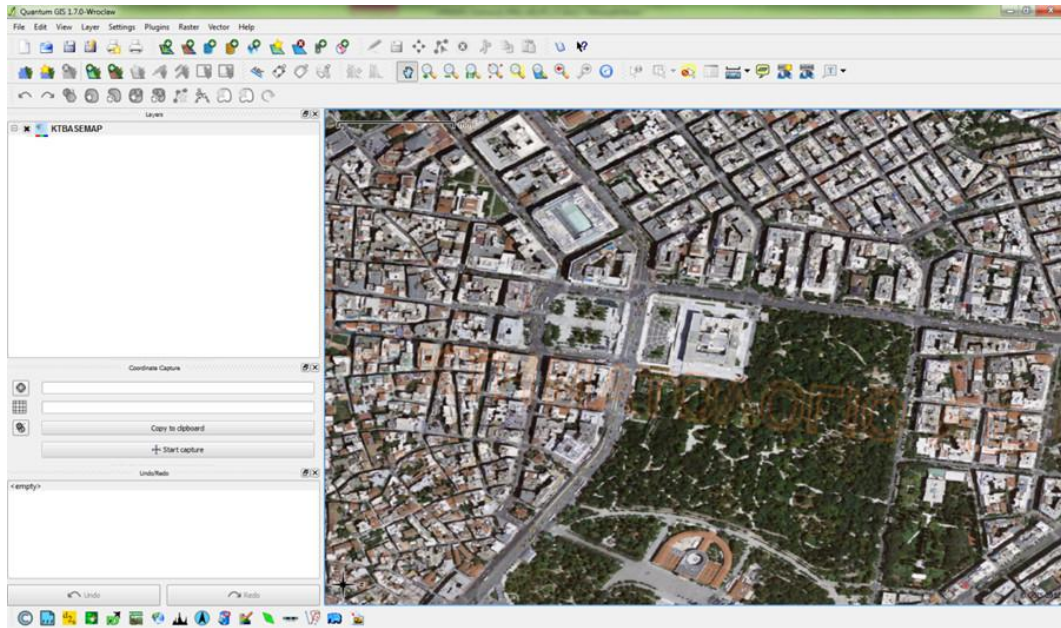 Quantum GIS 1.7.0-Wroclaw
File Edit View Layer Settings Plugins Raster Vector Help
Layers
KTBASEMAP
Coordinate Capture
Copy to clipboard
Start capture
Undo/Redo
<empty>
Undo Redo